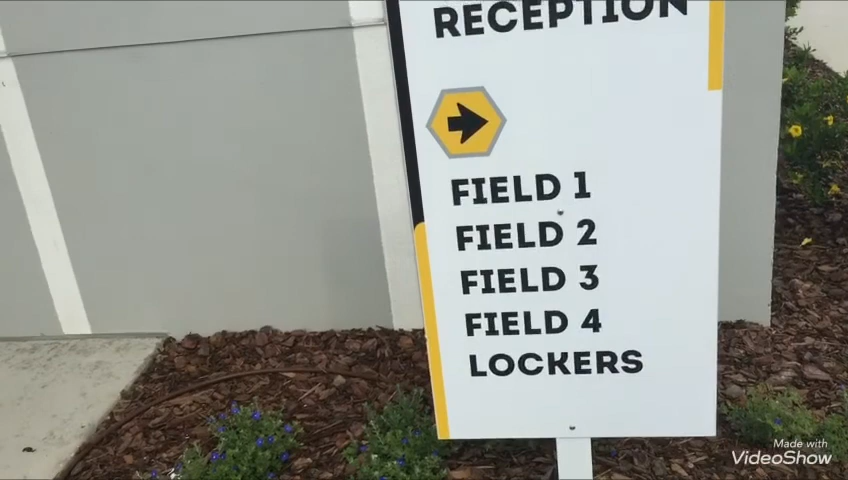 RECEPTION
FIELD 1
FIELD 2
FIELD 3
FIELD 4
LOCKERS
Made with
VideoShow